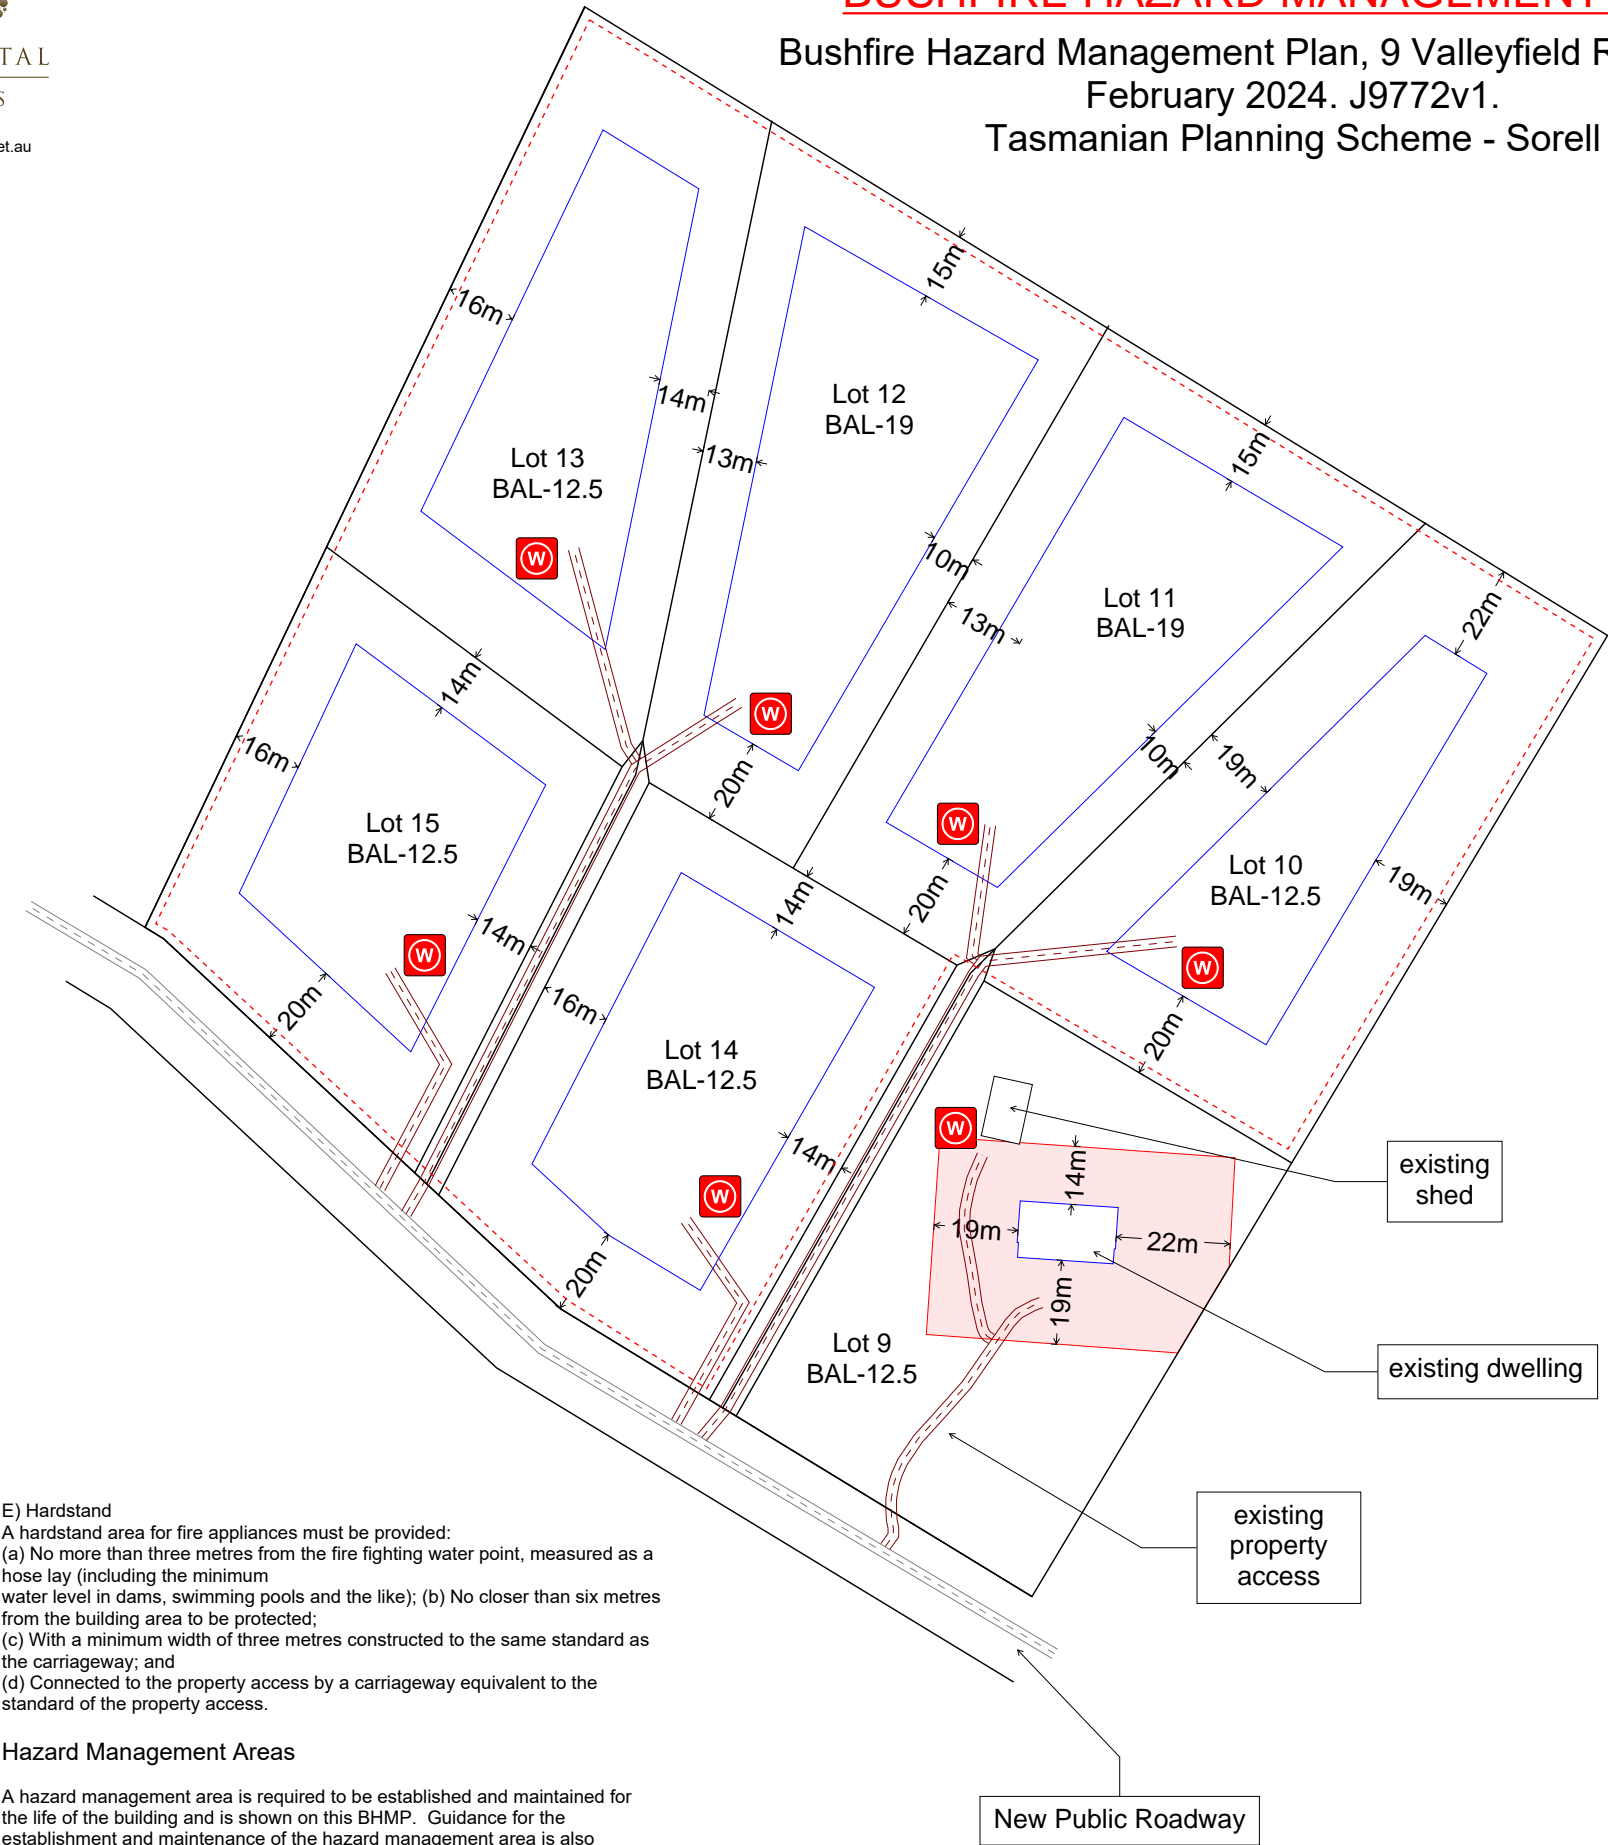 TAL
S
et.au
BUSHFIRE HAZARD MANAGEMENT
Bushfire Hazard Management Plan, 9 Valleyfield R
February 2024. J9772v1.
Tasmanian Planning Scheme - Sorell
15m
16m
14m
Lot 12
BAL-19
13m
15m
Lot 13
BAL-12.5
W
10m
13m
Lot 11
BAL-19
22m
14m
16m
W
20m
10m
19m
Lot 15
BAL-12.5
W
Lot 10
BAL-12.5
19m
14m
20m
14m
W
W
20m
16m
20m
Lot 14
BAL-12.5
W
14m
14m
existing
shed
W
19m
22m
20m
19m
Lot 9
BAL-12.5
existing dwelling
existing
property
access
E) Hardstand
A hardstand area for fire appliances must be provided:
(a) No more than three metres from the fire fighting water point, measured as a
hose lay (including the minimum
water level in dams, swimming pools and the like); (b) No closer than six metres
from the building area to be protected;
(c) With a minimum width of three metres constructed to the same standard as
the carriageway; and
(d) Connected to the property access by a carriageway equivalent to the
standard of the property access.
Hazard Management Areas
A hazard management area is required to be established and maintained for
the life of the building and is shown on this BHMP. Guidance for the
establishment and maintenance of the hazard management area is also
New Public Roadway